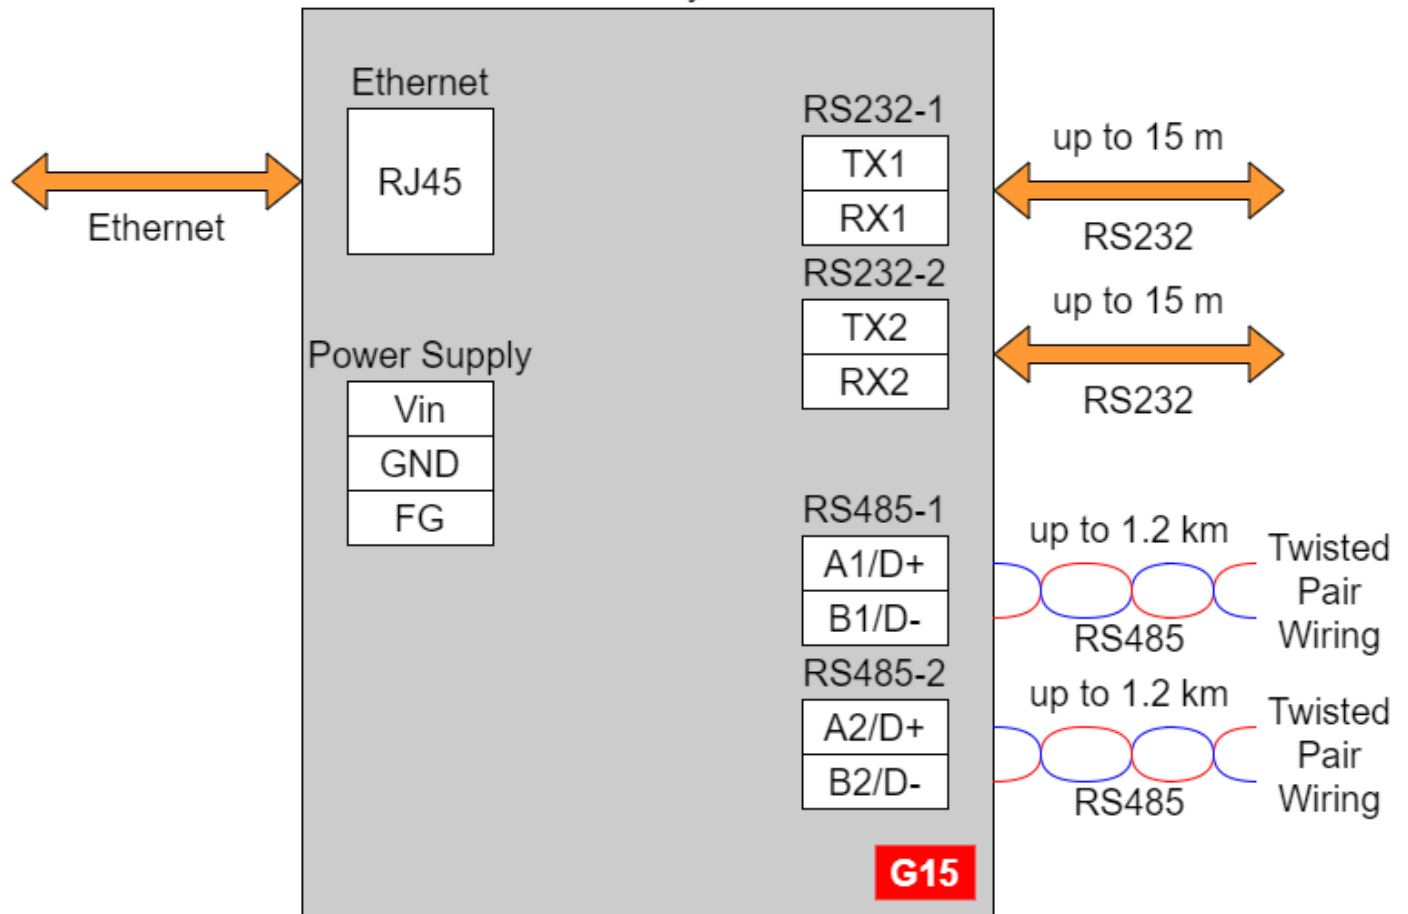 Ethernet
RJ45
Ethernet
Power Supply
Vin
GND
FG
RS232-1
TX1
RX1
up to 15 m
RS232
RS232-2
TX2
RX2
up to 15 m
RS232
RS485-1
A1/D+
B1/D-
up to 1.2 km
RS485
Twisted
Pair
Wiring
RS485-2
A2/D+
B2/D-
up to 1.2 km
RS485
Twisted
Pair
Wiring
G15